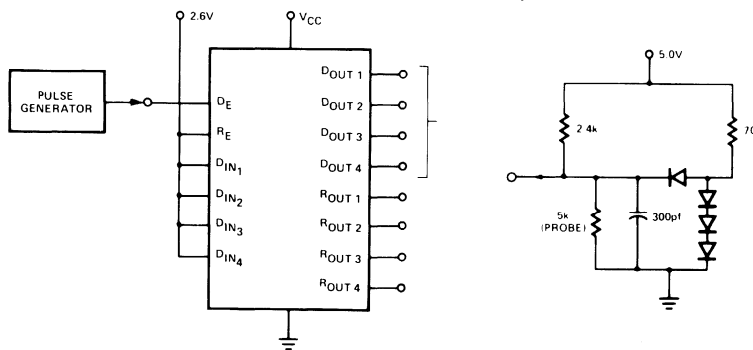 2.6V
VCC
PULSE
GENERATOR
DE
RE
DIN1
DIN2
DIN3
DIN4
DOUT 1
DOUT 2
DOUT 3
DOUT 4
ROUT 1
ROUT 2
ROUT 3
ROUT 4
5.0V
2 4k
5k
(PROBE)
300pf